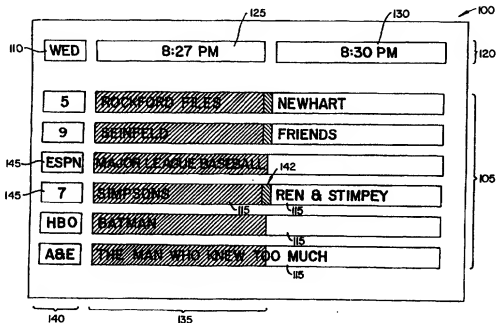 125 130 100
110 WED 8:27 PM 8:30 PM 120
5 ROCKFORD FILES NEWHART
9 SEINFELD FRIENDS
145 ESPN MAJOR LEAGUE BASEBALL 142
145 7 SIMPSONS REN & STIMPEY 105
115 115
HBO BATMAN
115
A&E THE MAN WHO KNEW TOO MUCH
115
140 135